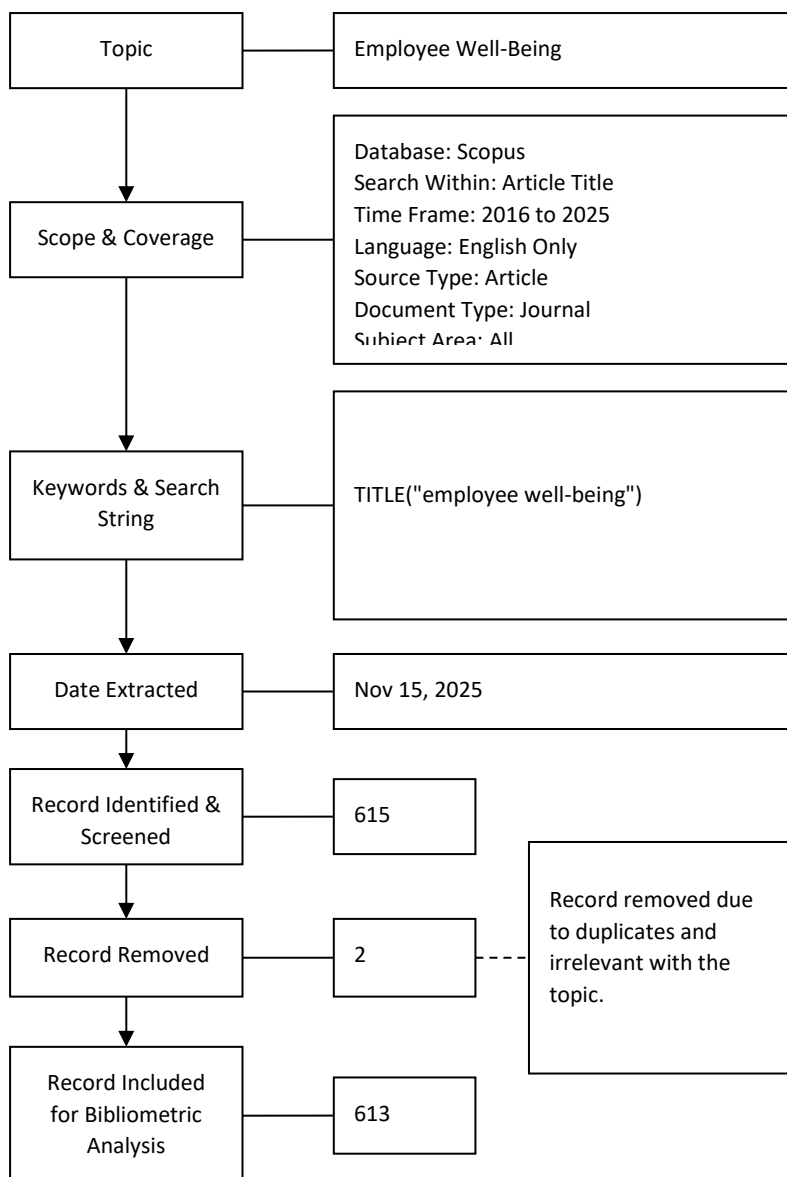 Topic
Employee Well-Being
Scope & Coverage
Database: Scopus
Search Within: Article Title
Time Frame: 2016 to 2025
Language: English Only
Source Type: Article
Document Type: Journal
Subject Area: All
Keywords & Search
String
TITLE("employee well-being")
Date Extracted
Nov 15, 2025
Record Identified &
Screened
615
Record Removed
2
Record removed due
to duplicates and
irrelevant with the
topic.
Record Included
for Bibliometric
Analysis
613